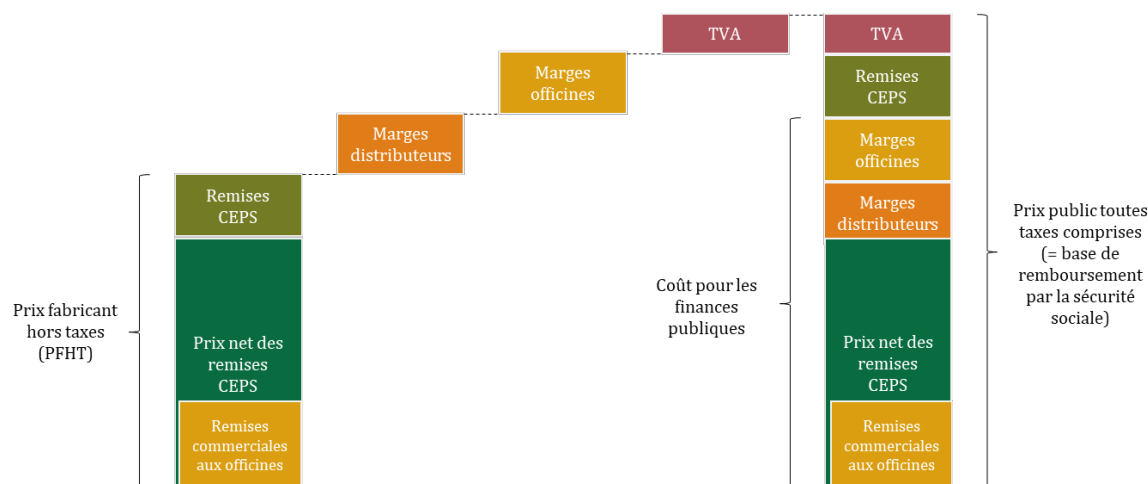 TVA
TVA
Marges
officines
Remises
CEPS
Marges
distributeurs
Marges
officines
Remises
CEPS
Marges
distributeurs
Prix public toutes
taxes comprises
(= base de
remboursement
par la sécurité
sociale)
Coût pour les
finances
publiques
Prix fabricant
hors taxes
(PFHT)
Prix net des
remises
CEPS
Prix net des
remises
CEPS
Remises
commerciales
aux officines
Remises
commerciales
aux officines